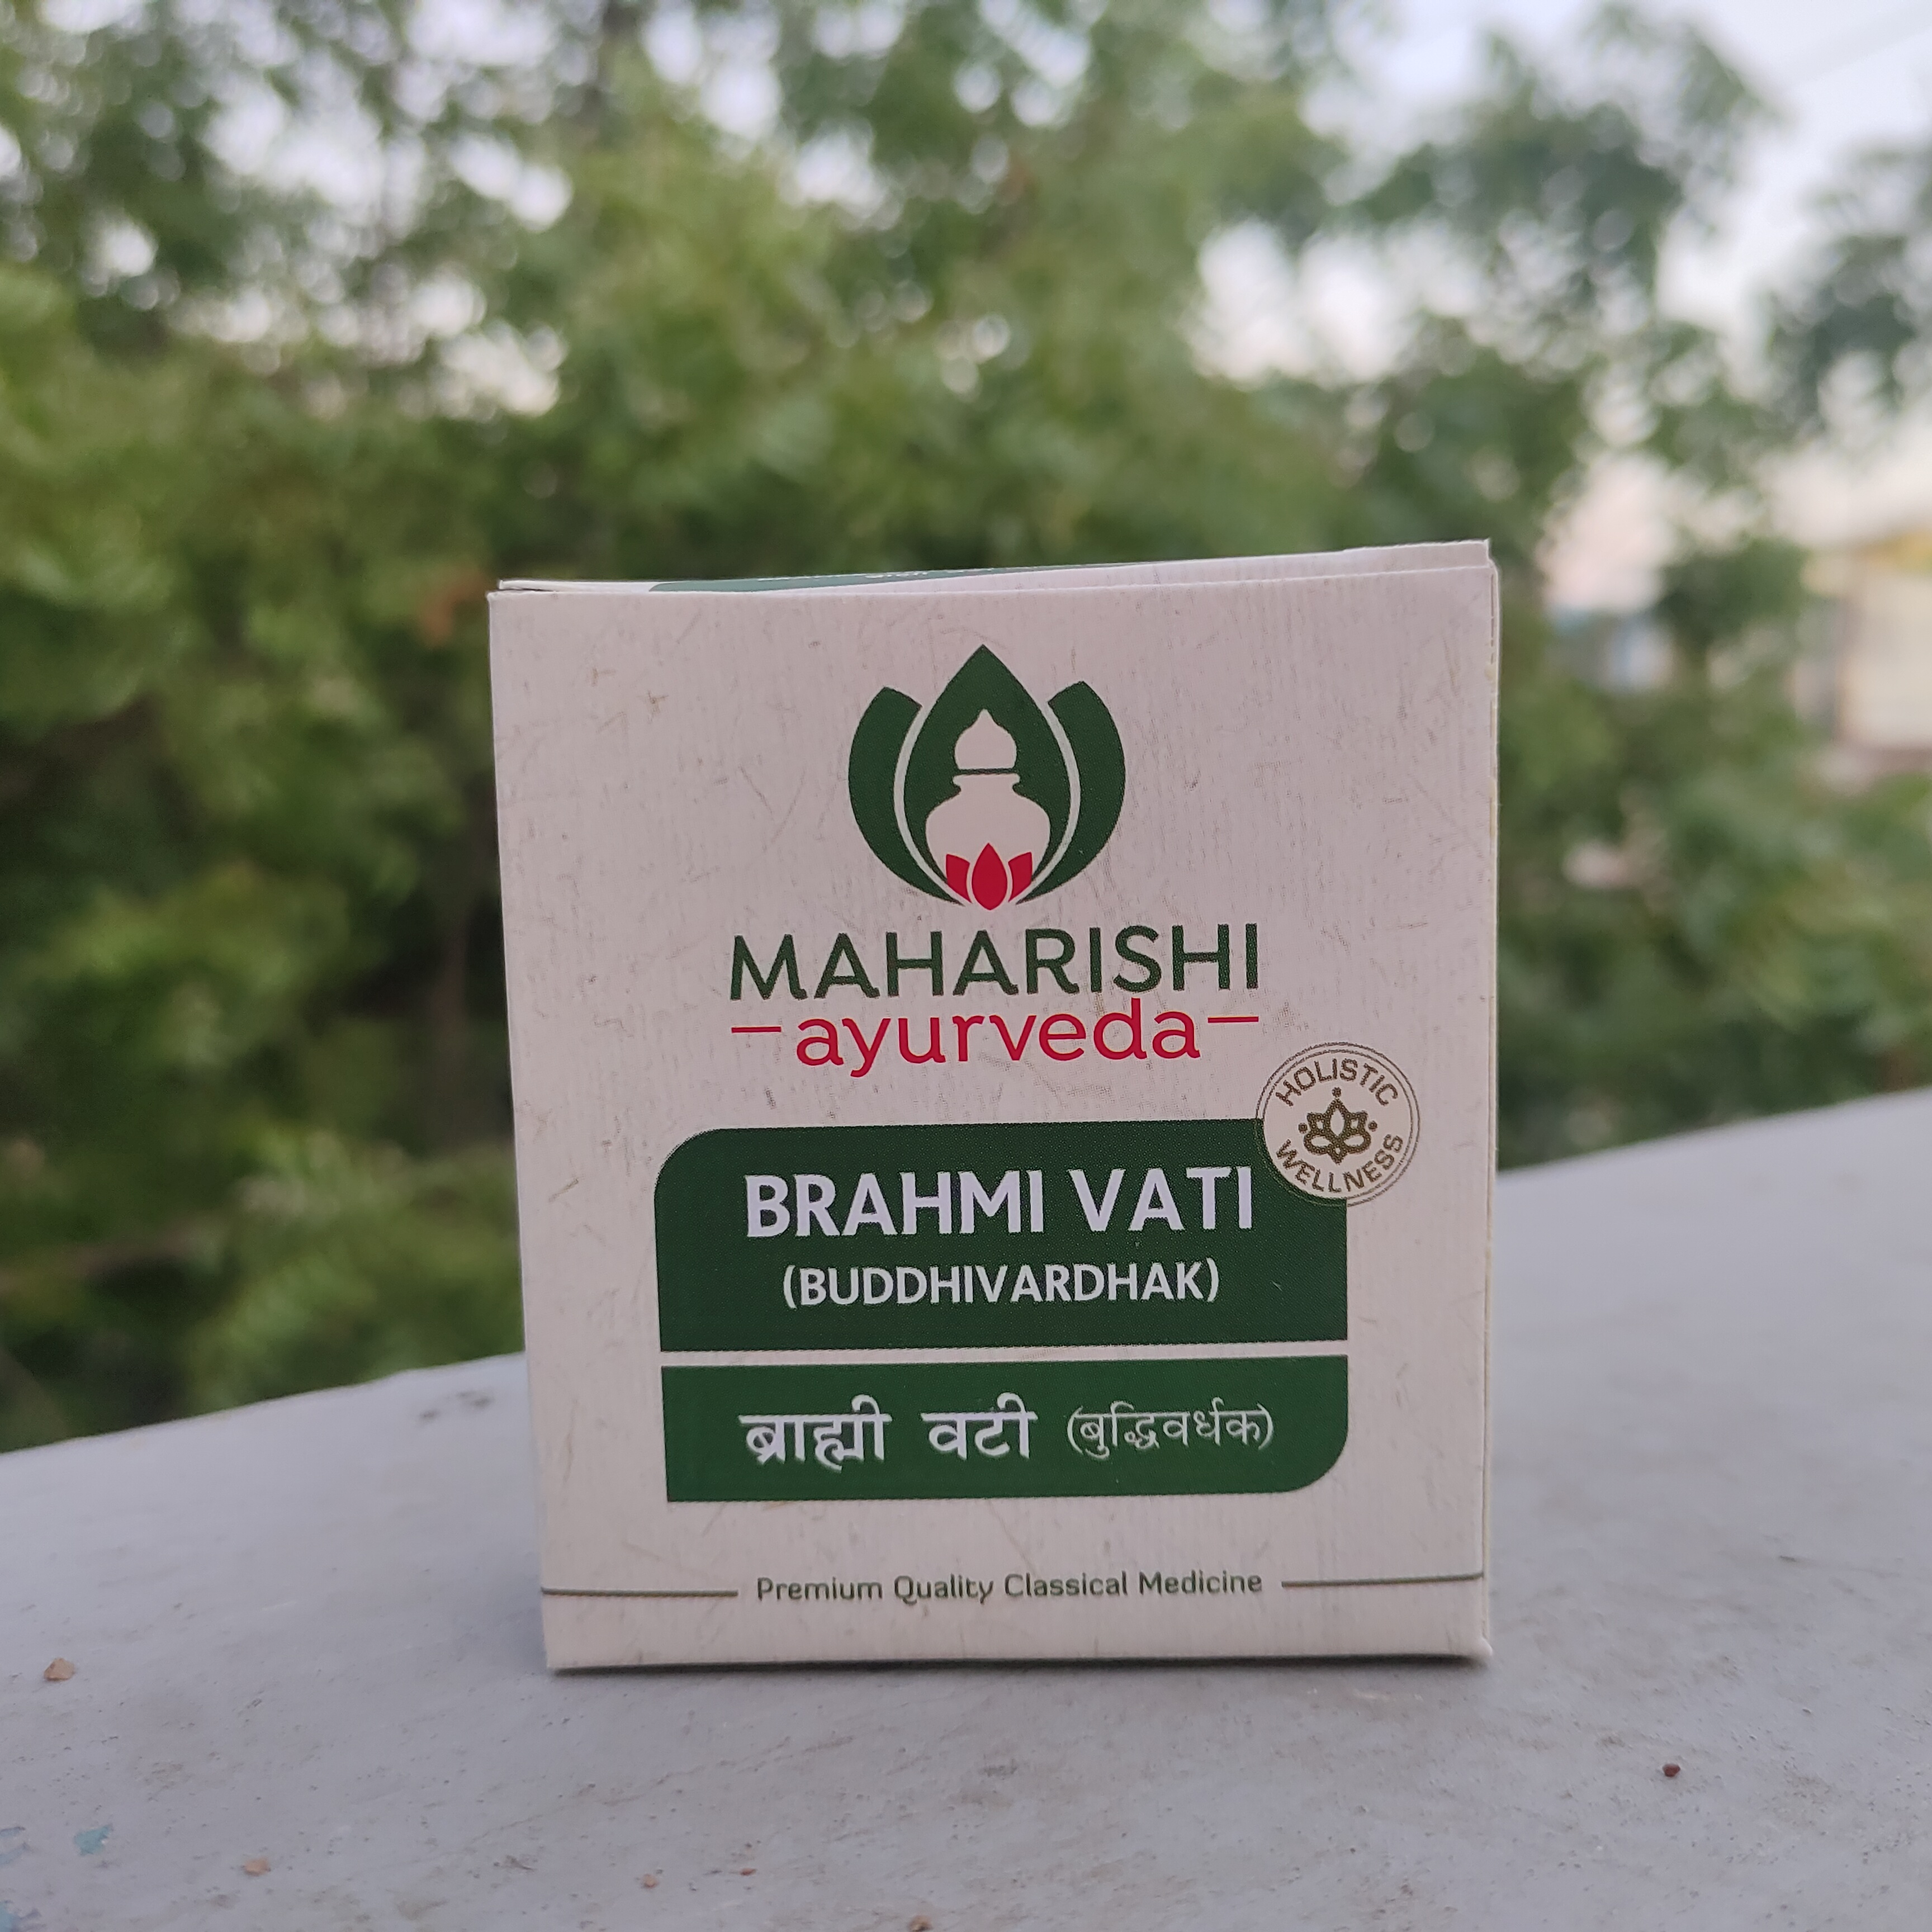 MAHARISHI
ayurveda
HOLISTIC
WELLNESS
BRAHMI VATI
(BUDDHIVARDHAK)
ब्राह्मी वटी (बुद्धिवर्धक)
Premium Quality Classical Medicine